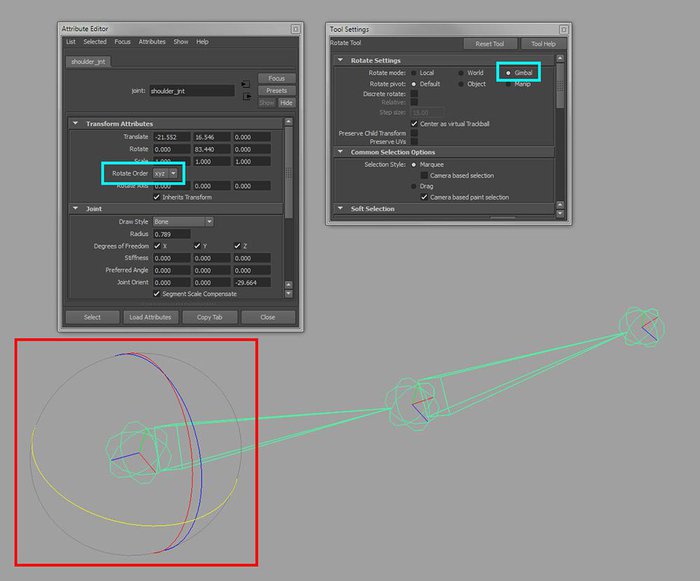 Attribute Editor
List Selected Focus Attributes Show Help
shoulder_jnt
joint: shoulder_jnt
Focus
Presets
Show Hide
Transform Attributes
Translate -21.552 16.546 0.000
Rotate 0.000 83.440 0.000
Scale 1.000 1.000 1.000
Rotate Order xyz
Rotate Axis 0.000 0.000 0.000
Inherits Transform
Joint
Draw Style Bone
Radius 0.789
Degrees of Freedom X Y Z
Stiffness 0.000 0.000 0.000
Preferred Angle 0.000 0.000 0.000
Joint Orient 0.000 0.000 -29.664
Segment Scale Compensate
Select Load Attributes Copy Tab Close
Tool Settings
Rotate Tool Reset Tool Tool Help
Rotate Settings
Rotate mode: Local World Gimbal
Rotate pivot: Default Object Manip
Discrete rotate:
Relative:
Step size: 15.00
Center as virtual Trackball
Preserve Child Transform
Preserve UVs
Common Selection Options
Selection Style: Marquee
Camera based selection
Drag
Camera based paint selection
Soft Selection